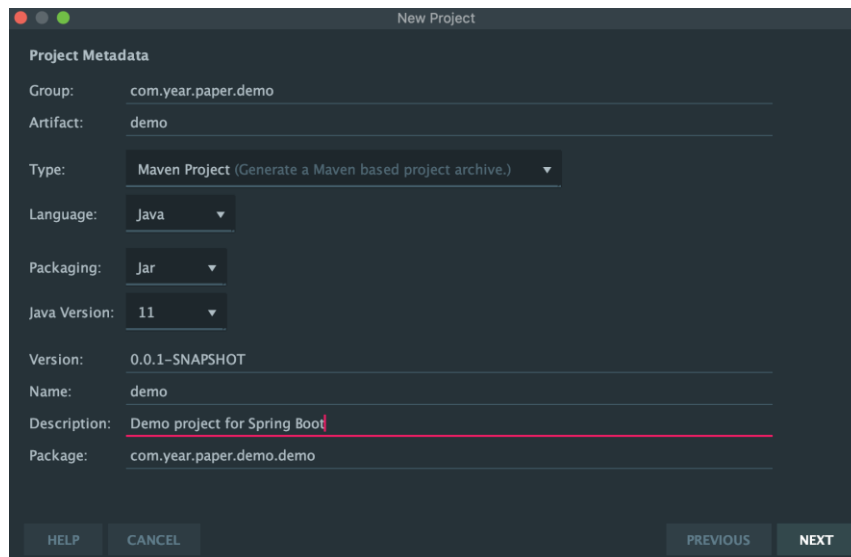 New Project
Project Metadata
Group: com.year.paper.demo
Artifact: demo
Type: Maven Project (Generate a Maven based project archive.)
Language: Java
Packaging: Jar
Java Version: 11
Version: 0.0.1-SNAPSHOT
Name: demo
Description: Demo project for Spring Boot
Package: com.year.paper.demo.demo
HELP CANCEL PREVIOUS NEXT